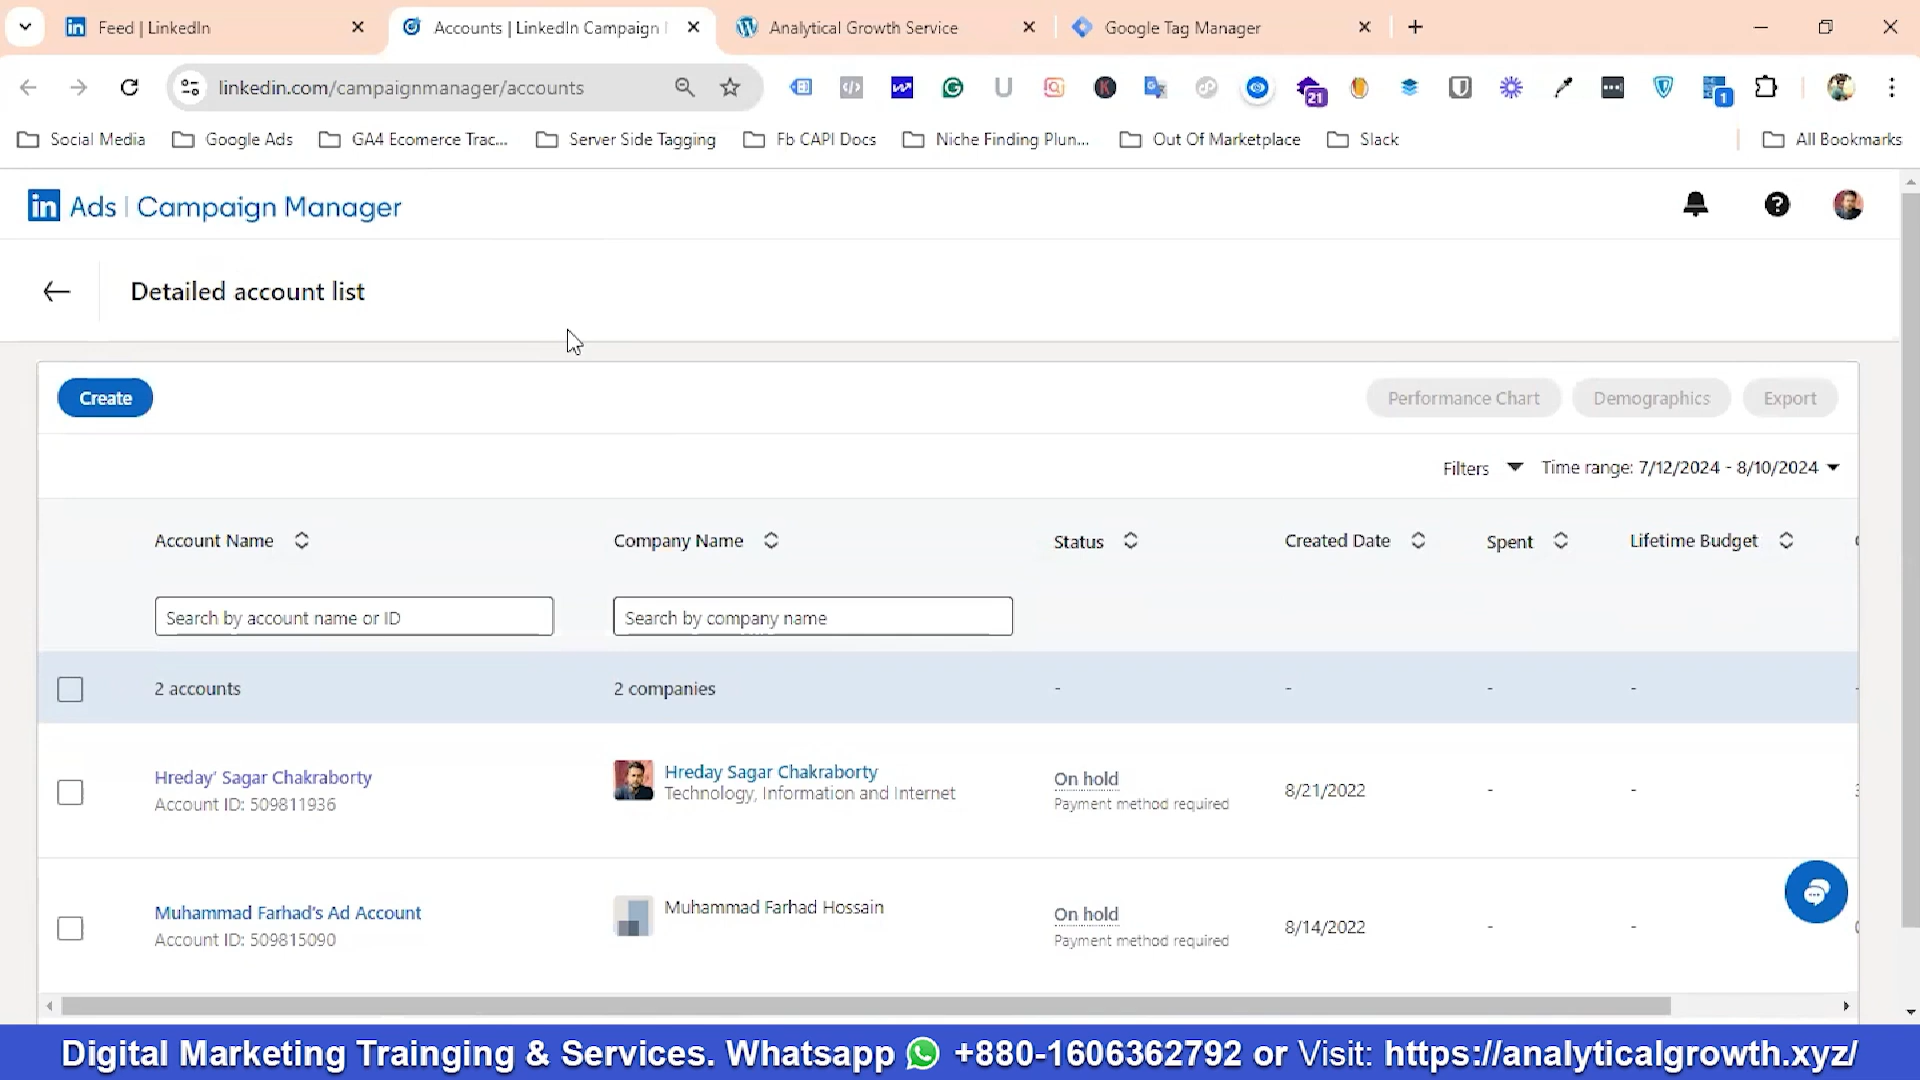 Feed | LinkedIn
Accounts | LinkedIn Campaign
Analytical Growth Service
Google Tag Manager
linkedin.com/campaignmanager/accounts
21
1
Social Media
Google Ads
GA4 Ecomerce Trac...
Server Side Tagging
Fb CAPI Docs
Niche Finding Plun...
Out Of Marketplace
Slack
All Bookmarks
in Ads | Campaign Manager
Detailed account list
Create
Performance Chart
Demographics
Export
Filters
Time range: 7/12/2024 - 8/10/2024
Account Name
Company Name
Status
Created Date
Spent
Lifetime Budget
Search by account name or ID
Search by company name
2 accounts
2 companies
-
-
-
-
Hreday' Sagar Chakraborty
Account ID: 509811936
Hreday Sagar Chakraborty
Technology, Information and Internet
On hold
Payment method required
8/21/2022
-
-
Muhammad Farhad's Ad Account
Account ID: 509815090
Muhammad Farhad Hossain
On hold
Payment method required
8/14/2022
-
-
Digital Marketing Trainging & Services. Whatsapp +880-1606362792 or Visit: https://analyticalgrowth.xyz/